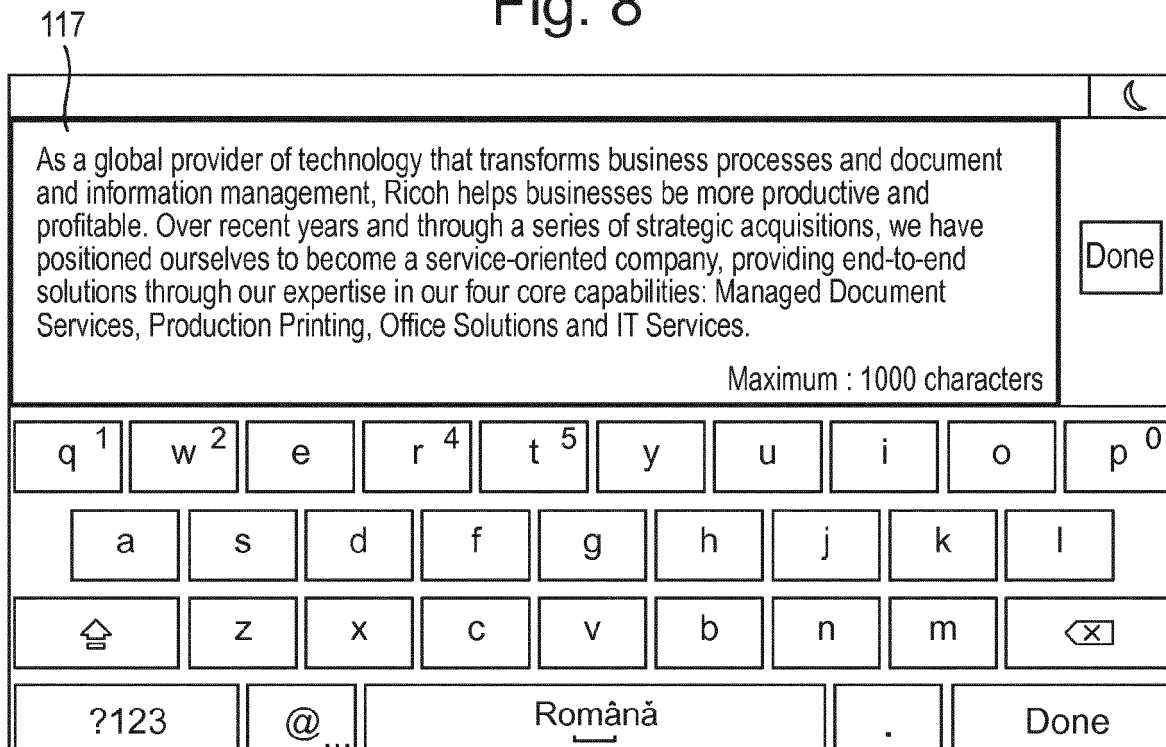 Fig. 8
117
As a global provider of technology that transforms business processes and document
and information management, Ricoh helps businesses be more productive and
profitable. Over recent years and through a series of strategic acquisitions, we have
positioned ourselves to become a service-oriented company, providing end-to-end
solutions through our expertise in our four core capabilities: Managed Document
Services, Production Printing, Office Solutions and IT Services.
Done
Maximum : 1000 characters
q 1 w 2 e r 4 t 5 y u i o p 0
a s d f g h j k l
z x c v b n m
?123 @... Română . Done